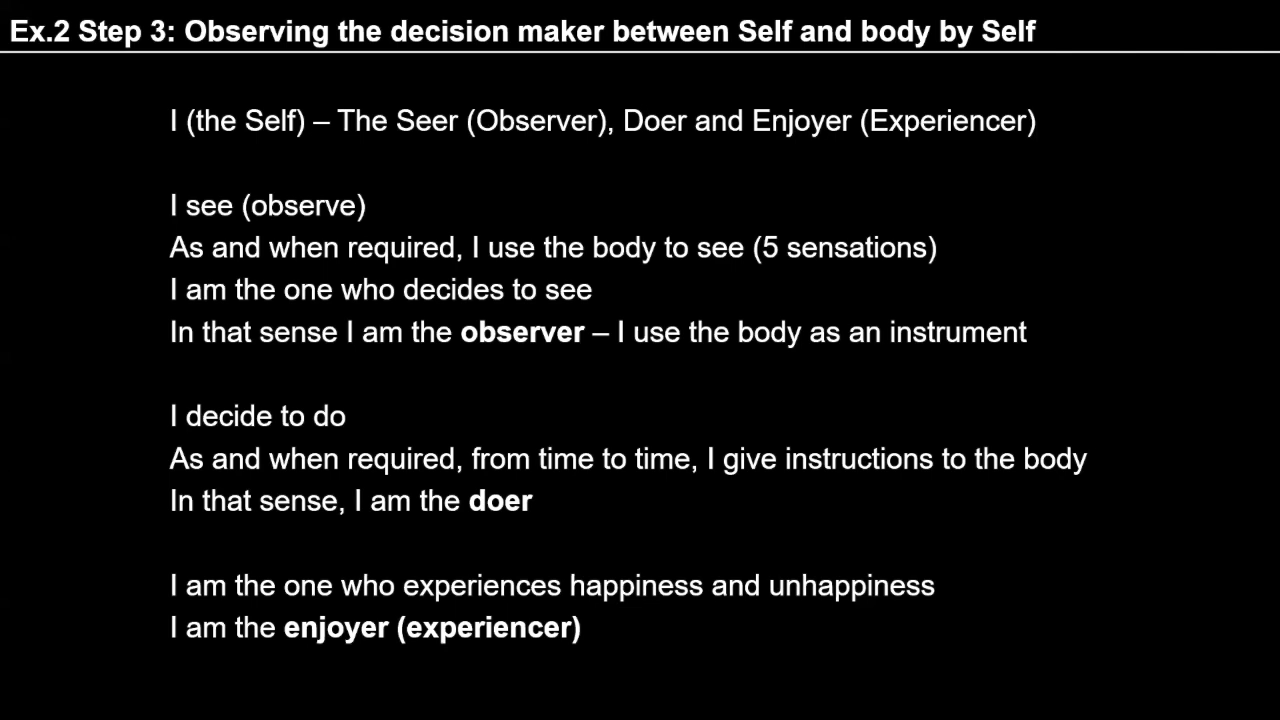 Ex.2 Step 3: Observing the decision maker between Self and body by Self
I (the Self) – The Seer (Observer), Doer and Enjoyer (Experiencer)
I see (observe)
As and when required, I use the body to see (5 sensations)
I am the one who decides to see
In that sense I am the observer – I use the body as an instrument
I decide to do
As and when required, from time to time, I give instructions to the body
In that sense, I am the doer
I am the one who experiences happiness and unhappiness
I am the enjoyer (experiencer)